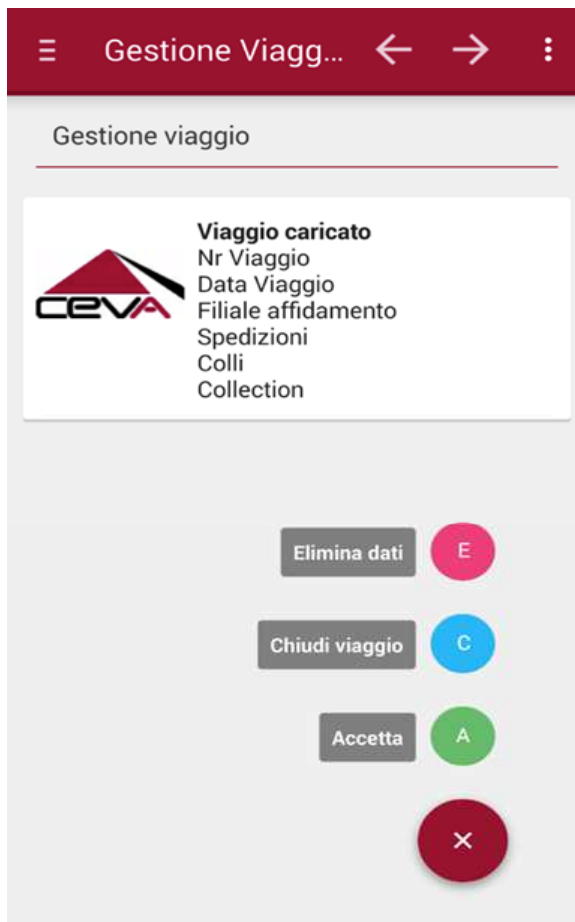 Gestione Viagg...
Gestione viaggio
CEVA
Viaggio caricato
Nr Viaggio
Data Viaggio
Filiale affidamento
Spedizioni
Colli
Collection
Elimina dati E
Chiudi viaggio C
Accetta A